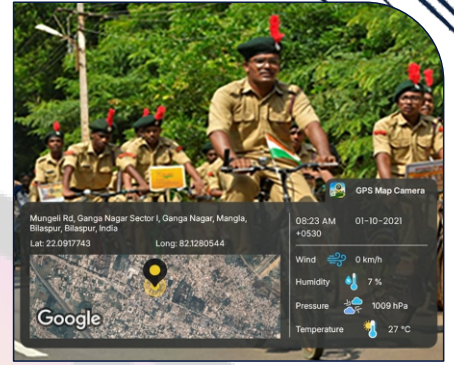 GPS Map Camera
Mungeli Rd, Ganga Nagar Sector I, Ganga Nagar, Mangla,
Bilaspur, Bilaspur, India
Lat: 22.0917743 Long: 82.1280544
Google
08:23 AM 01-10-2021
+0530
Wind 0 km/h
Humidity 7 %
Pressure 1009 hPa
Temperature 27 °C